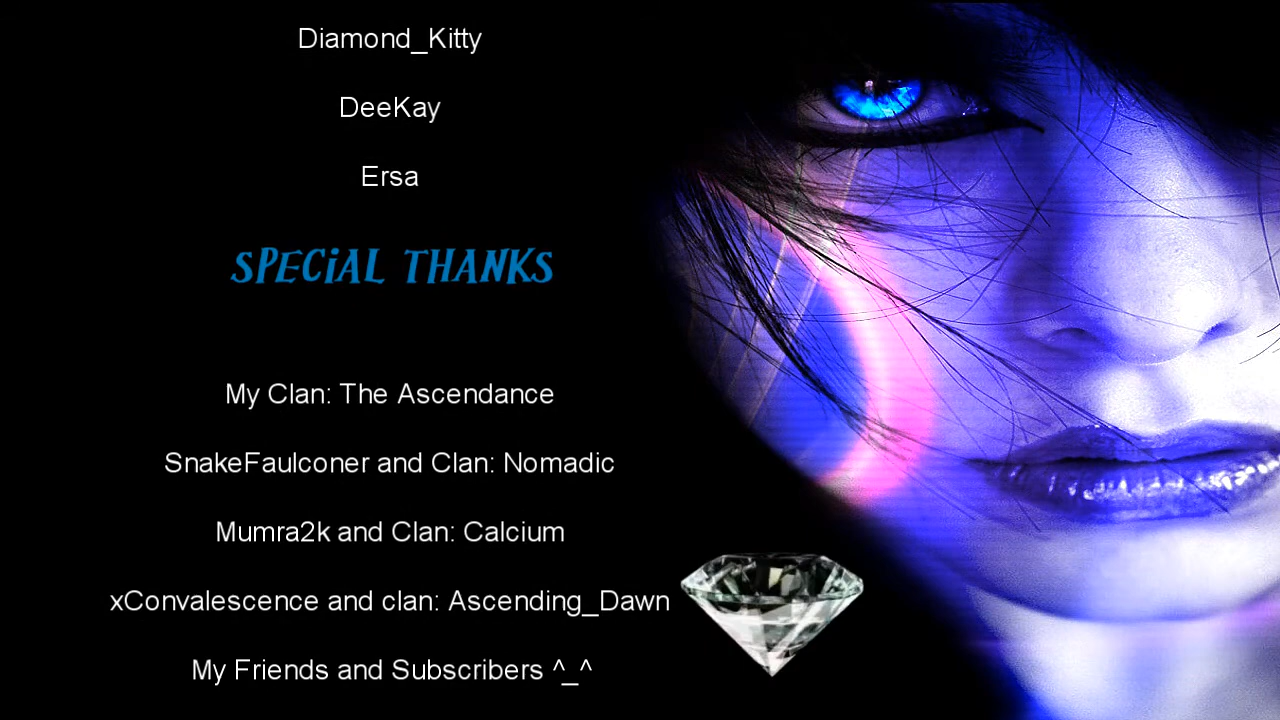 Diamond_Kitty
DeeKay
Ersa
SPECiAL THANKS
My Clan: The Ascendance
SnakeFaulconer and Clan: Nomadic
Mumra2k and Clan: Calcium
xConvalescence and clan: Ascending_Dawn
My Friends and Subscribers ^_^